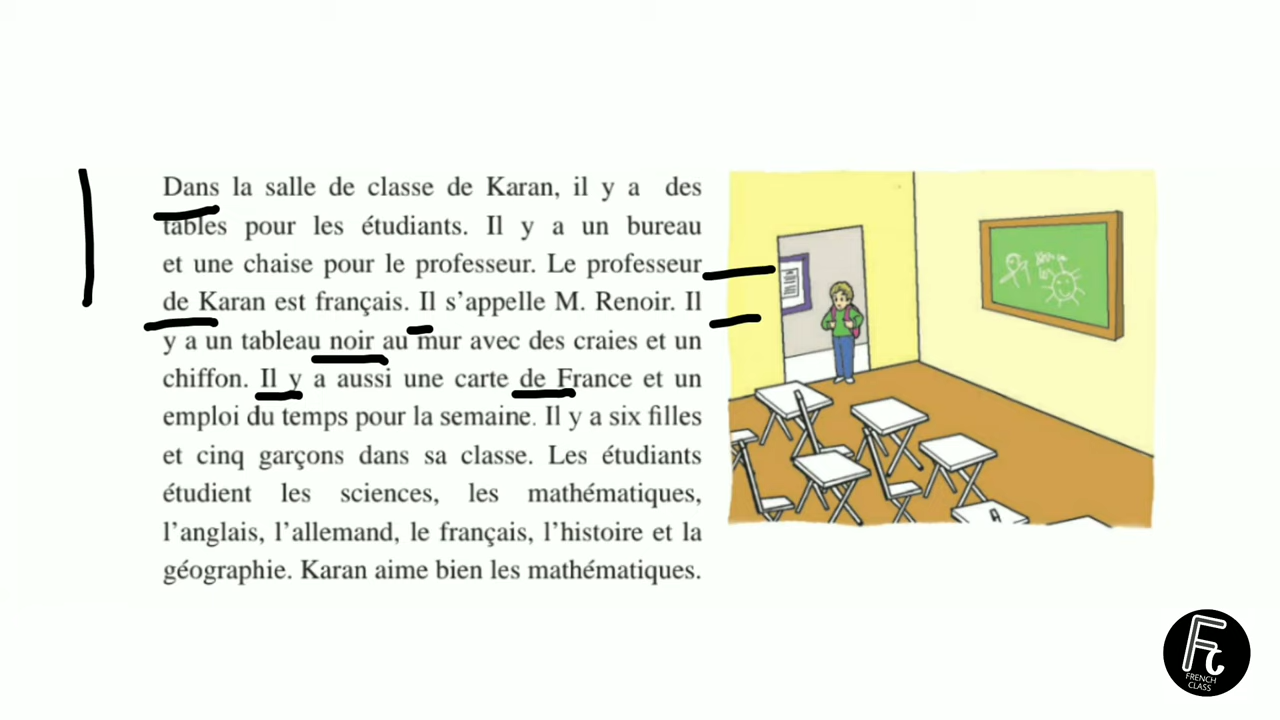 Dans la salle de classe de Karan, il y a des
tables pour les étudiants. Il y a un bureau
et une chaise pour le professeur. Le professeur
de Karan est français. Il s'appelle M. Renoir. Il
y a un tableau noir au mur avec des craies et un
chiffon. Il y a aussi une carte de France et un
emploi du temps pour la semaine. Il y a six filles
et cinq garçons dans sa classe. Les étudiants
étudient les sciences, les mathématiques,
l'anglais, l'allemand, le français, l'histoire et la
géographie. Karan aime bien les mathématiques.
FRENCH
CLASS